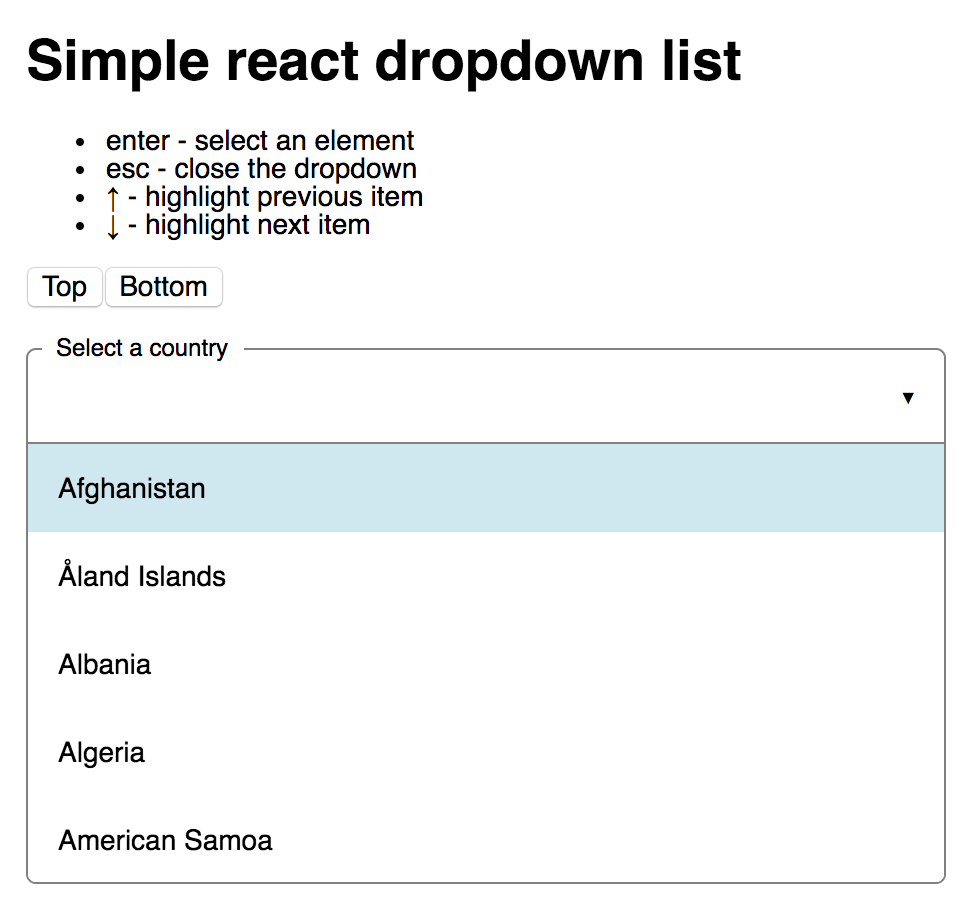 Simple react dropdown list
• enter - select an element
• esc - close the dropdown
• ↑ - highlight previous item
• ↓ - highlight next item
Top Bottom
Select a country
▼
Afghanistan
Åland Islands
Albania
Algeria
American Samoa